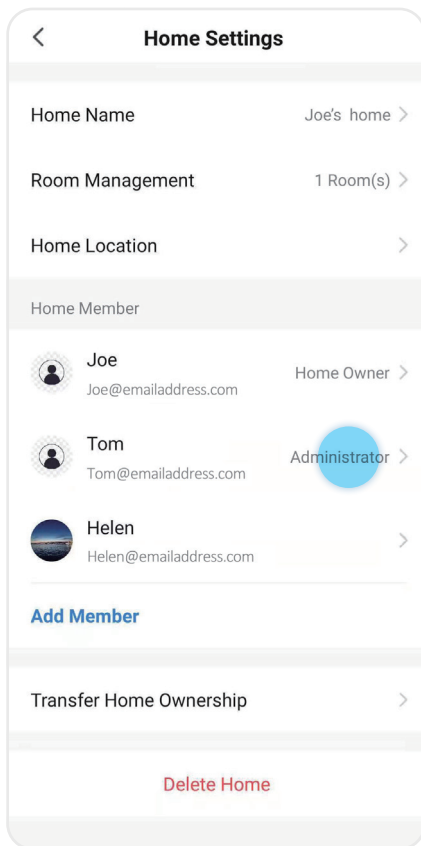 Home Settings
Home Name Joe's home
Room Management 1 Room(s)
Home Location
Home Member
Joe
Home Owner
Joe@emailaddress.com
Tom
Administrator
Tom@emailaddress.com
Helen
Helen@emailaddress.com
Add Member
Transfer Home Ownership
Delete Home